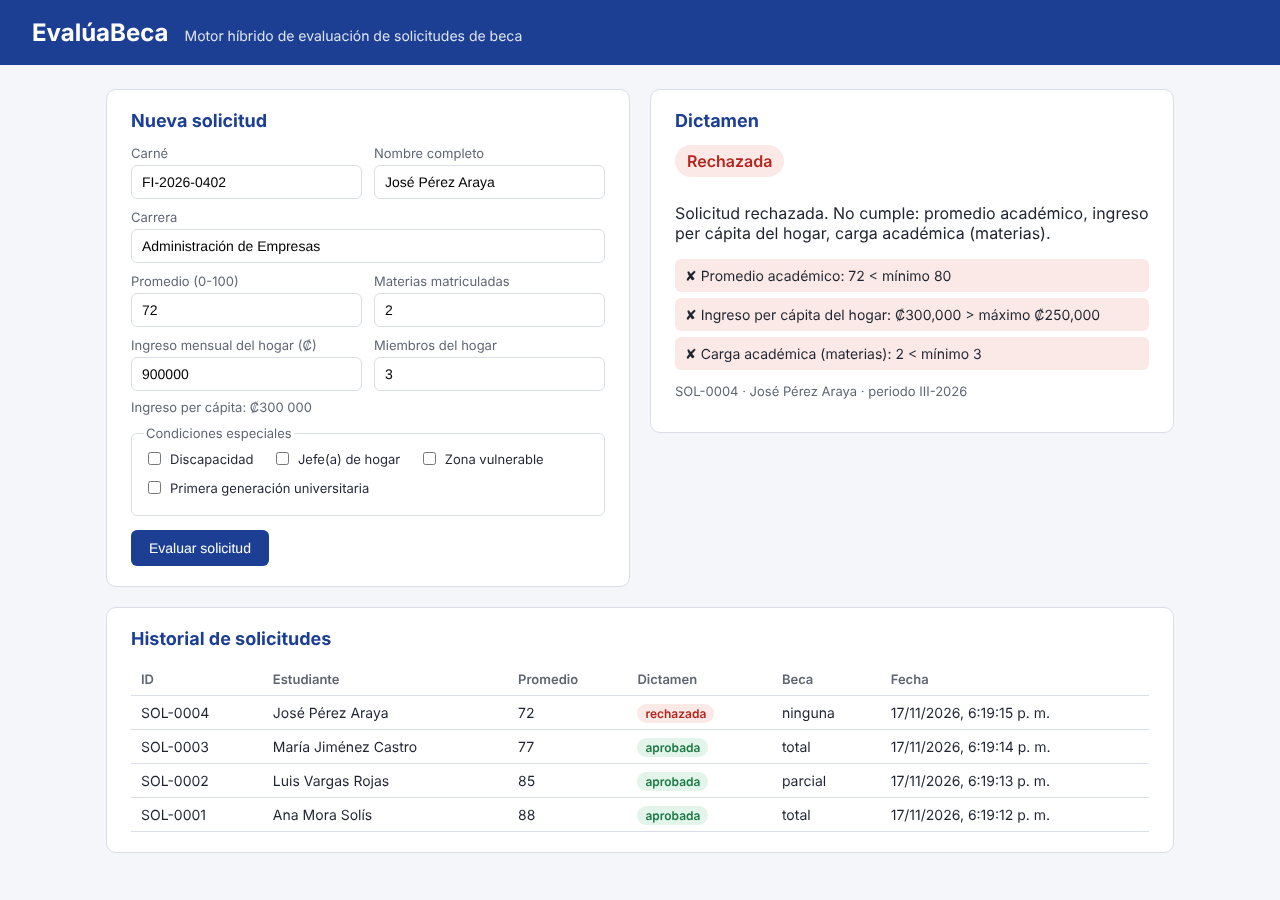 EvalúaBeca Motor híbrido de evaluación de solicitudes de beca
Nueva solicitud
Carné Nombre completo
FI-2026-0402 José Pérez Araya
Carrera
Administración de Empresas
Promedio (0-100) Materias matriculadas
72 2
Ingreso mensual del hogar (₡) Miembros del hogar
900000 3
Ingreso per cápita: ₡300 000
Condiciones especiales
Discapacidad Jefe(a) de hogar Zona vulnerable
Primera generación universitaria
Evaluar solicitud
Dictamen
Rechazada
Solicitud rechazada. No cumple: promedio académico, ingreso
per cápita del hogar, carga académica (materias).
✘ Promedio académico: 72 < mínimo 80
✘ Ingreso per cápita del hogar: ₡300,000 > máximo ₡250,000
✘ Carga académica (materias): 2 < mínimo 3
SOL-0004 · José Pérez Araya · periodo III-2026
Historial de solicitudes
ID Estudiante Promedio Dictamen Beca Fecha
SOL-0004 José Pérez Araya 72 rechazada ninguna 17/11/2026, 6:19:15 p. m.
SOL-0003 María Jiménez Castro 77 aprobada total 17/11/2026, 6:19:14 p. m.
SOL-0002 Luis Vargas Rojas 85 aprobada parcial 17/11/2026, 6:19:13 p. m.
SOL-0001 Ana Mora Solís 88 aprobada total 17/11/2026, 6:19:12 p. m.